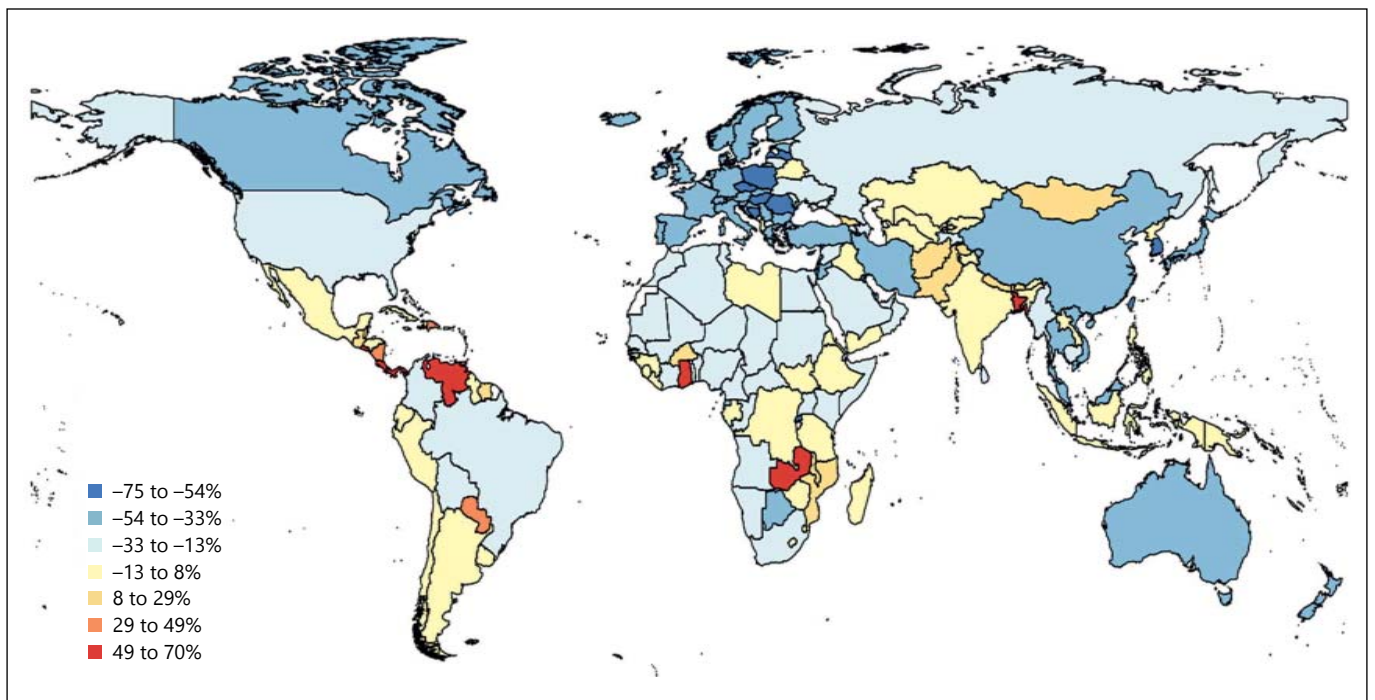 –75 to –54%
–54 to –33%
–33 to –13%
–13 to 8%
8 to 29%
29 to 49%
49 to 70%